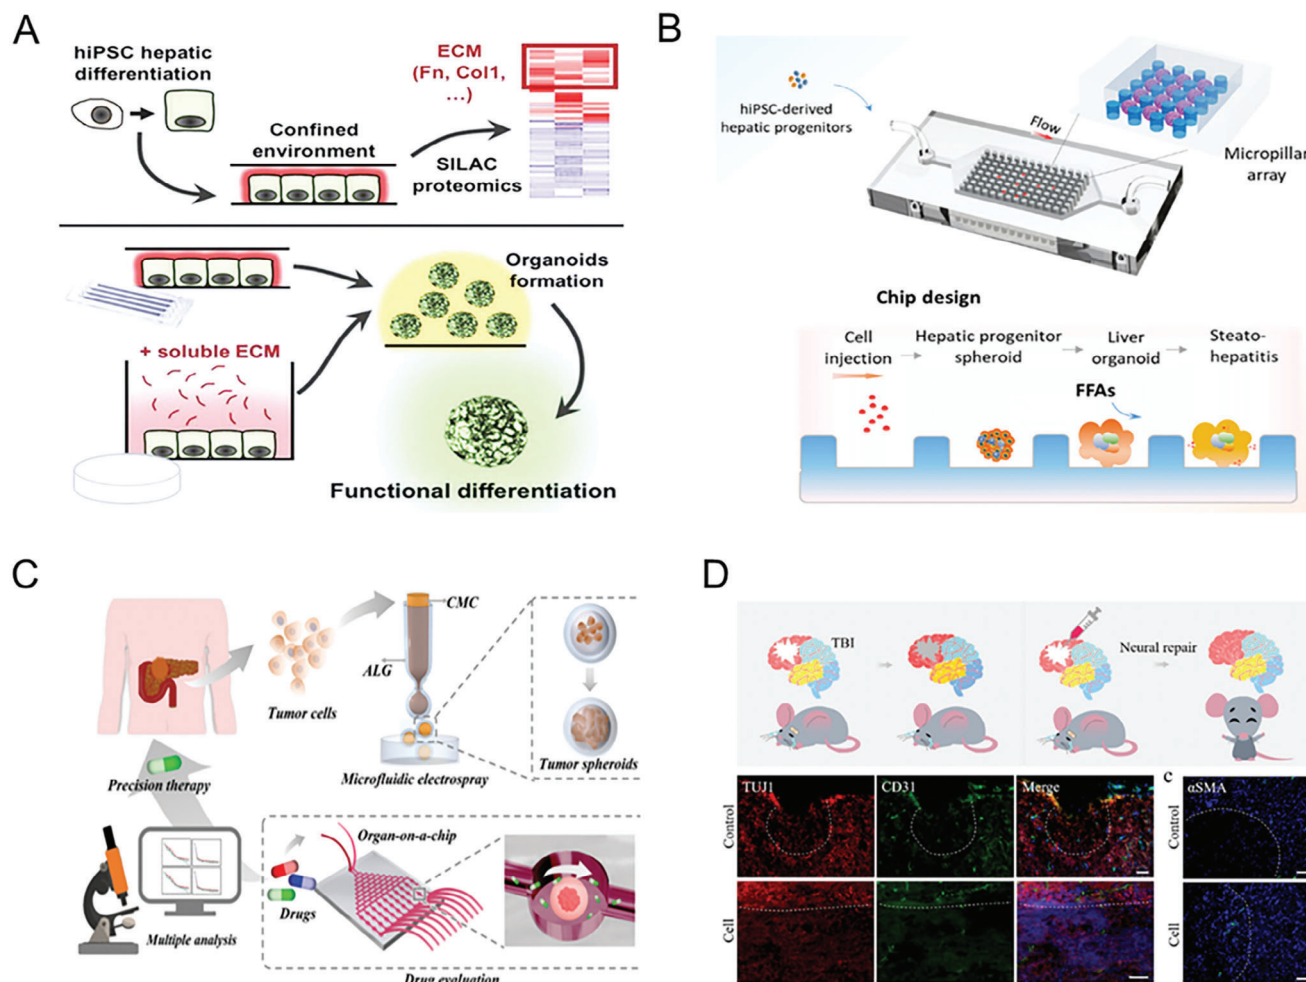 A
hiPSC hepatic
differentiation
Confined
environment
ECM
(Fn, Col1,
...)
SILAC
proteomics
+ soluble ECM
Organoids
formation
Functional differentiation
B
hiPSC-derived
hepatic progenitors
Flow
Micropillar
array
Chip design
Cell
injection
Hepatic progenitor
spheroid
Liver
organoid
Steato-
hepatitis
FFAs
C
Tumor cells
CMC
ALG
Microfluidic electrospray
Tumor spheroids
Precision therapy
Organ-on-a-chip
Drugs
Multiple analysis
Drug evaluation
D
TBI
Neural repair
TUJ1
CD31
Merge
c
αSMA
Control
Cell
Control
Cell